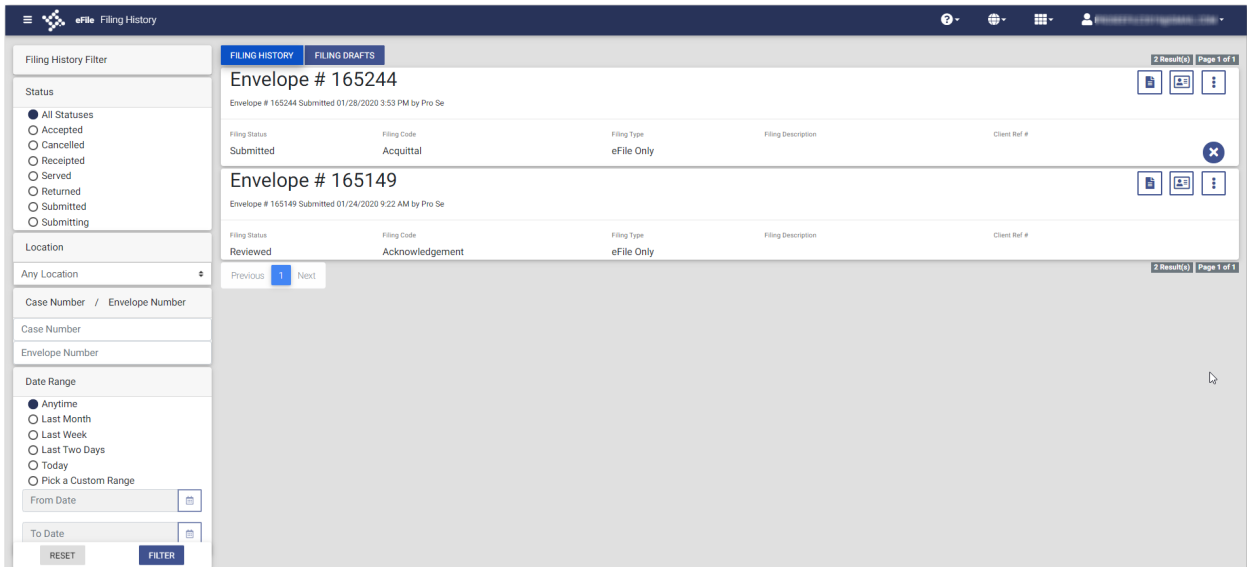 eFile Filing History
Filing History Filter
Status
All Statuses
Accepted
Cancelled
Receipted
Served
Returned
Submitted
Submitting
Location
Any Location
Case Number / Envelope Number
Case Number
Envelope Number
Date Range
Anytime
Last Month
Last Week
Last Two Days
Today
Pick a Custom Range
From Date
To Date
RESET FILTER
FILING HISTORY FILING DRAFTS
2 Result(s) Page 1 of 1
Envelope # 165244
Envelope # 165244 Submitted 01/28/2020 3:53 PM by Pro Se
Filing Status Filing Code Filing Type Filing Description Client Ref #
Submitted Acquittal eFile Only
Envelope # 165149
Envelope # 165149 Submitted 01/24/2020 9:22 AM by Pro Se
Filing Status Filing Code Filing Type Filing Description Client Ref #
Reviewed Acknowledgement eFile Only
Previous 1 Next
2 Result(s) Page 1 of 1